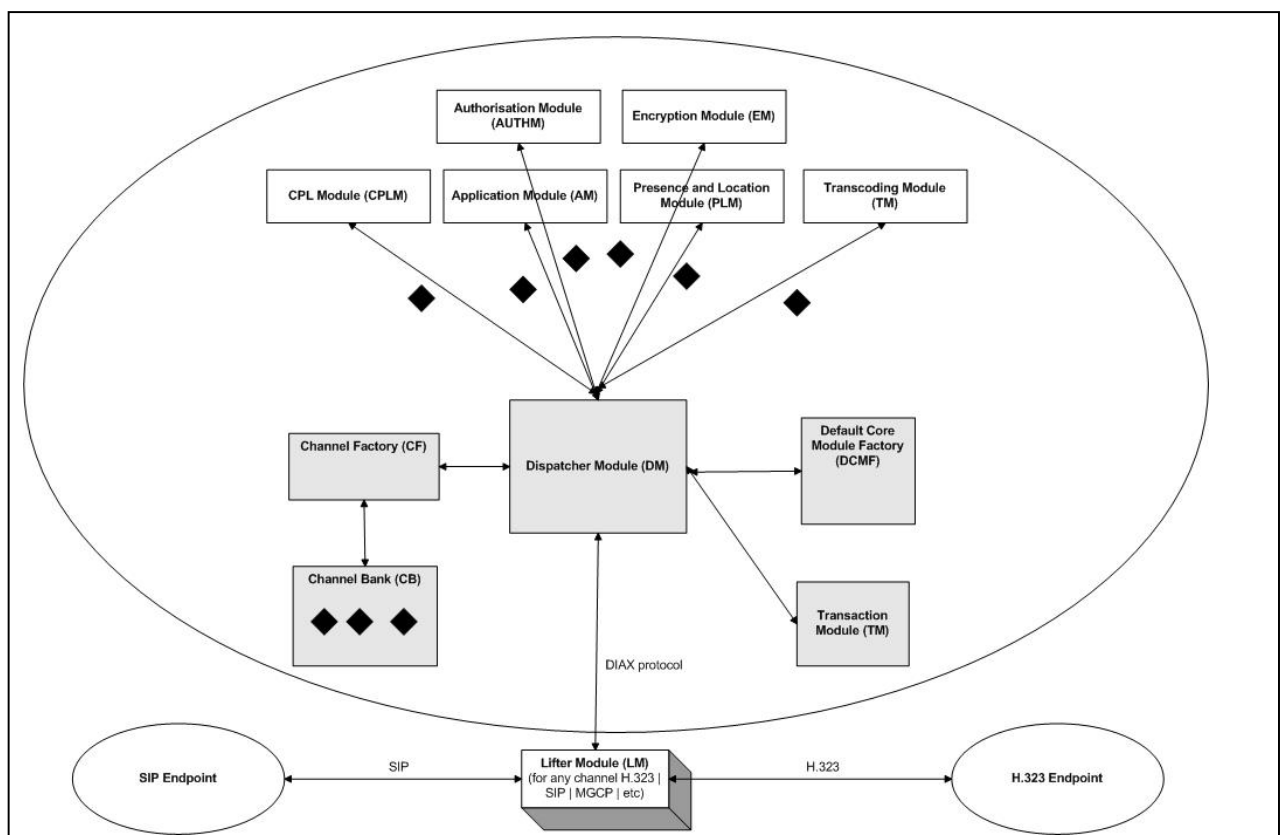 Authorisation Module
(AUTHM)
Encryption Module (EM)
CPL Module (CPLM)
Application Module (AM)
Presence and Location
Module (PLM)
Transcoding Module
(TM)
Channel Factory (CF)
Dispatcher Module (DM)
Default Core
Module Factory
(DCMF)
Channel Bank (CB)
Transaction
Module (TM)
DIAX protocol
SIP Endpoint
SIP
Lifter Module (LM)
(for any channel H.323 |
SIP | MGCP | etc)
H.323
H.323 Endpoint